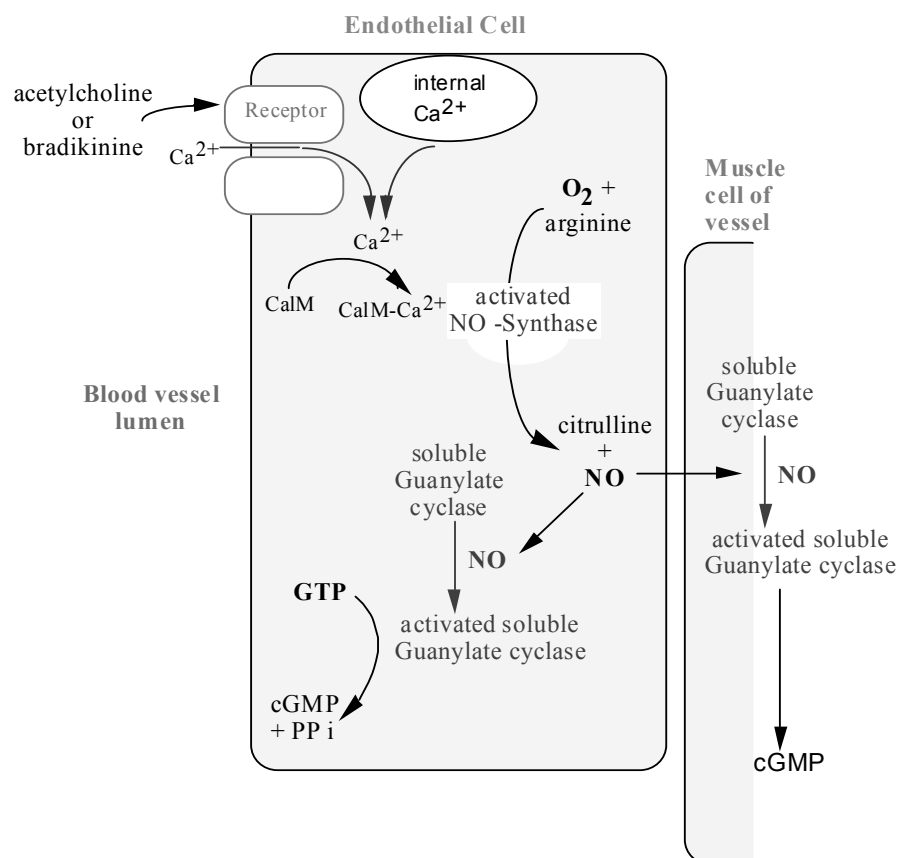 Endothelial Cell
acetylcholine
or
bradikinine
Receptor
internal
Ca2+
Ca2+
Ca2+
O2 +
arginine
Muscle
cell of
vessel
CalM
CalM-Ca2+
activated
NO -Synthase
Blood vessel
lumen
citrulline
+
NO
soluble
Guanylate
cyclase
NO
soluble
Guanylate
cyclase
NO
activated soluble
Guanylate cyclase
GTP
activated soluble
Guanylate cyclase
cGMP
+ PP i
cGMP